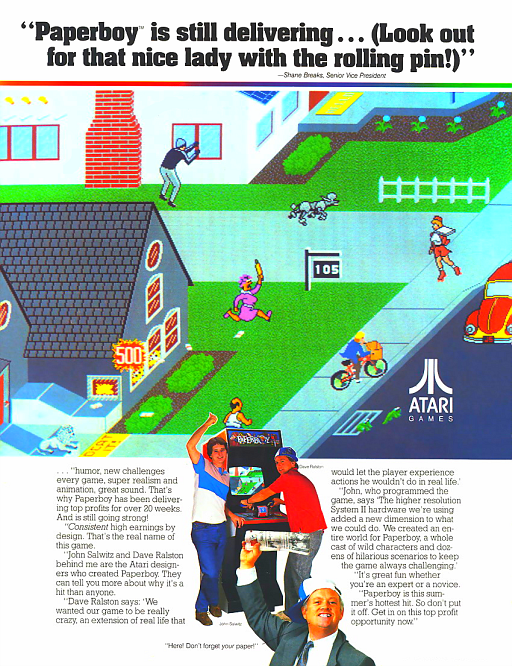 “Paperboy™ is still delivering... (Look out
for that nice lady with the rolling pin!)”
—Shane Breaks, Senior Vice President
105
500
ATARI
GAMES
PAPERBOY
Dave Ralston
John Salwitz
... “humor, new challenges
every game, super realism and
animation, great sound. That’s
why Paperboy has been deliver-
ing top profits for over 20 weeks.
And is still going strong!
“Consistent high earnings by
design. That’s the real name of
this game.
“John Salwitz and Dave Ralston
behind me are the Atari design-
ers who created Paperboy. They
can tell you more about why it’s a
hit than anyone.
“Dave Ralston says: ‘We
wanted our game to be really
crazy, an extension of real life that
would let the player experience
actions he wouldn’t do in real life.’
“John, who programmed the
game, says ‘The higher resolution
System II hardware we’re using
added a new dimension to what
we could do. We created an en-
tire world for Paperboy, a whole
cast of wild characters and doz-
ens of hilarious scenarios to keep
the game always challenging.’
“It’s great fun whether
you’re an expert or a novice.
“Paperboy is this sum-
mer’s hottest hit. So don’t put
it off. Get in on this top profit
opportunity now.”
“Here! Don’t forget your paper!”